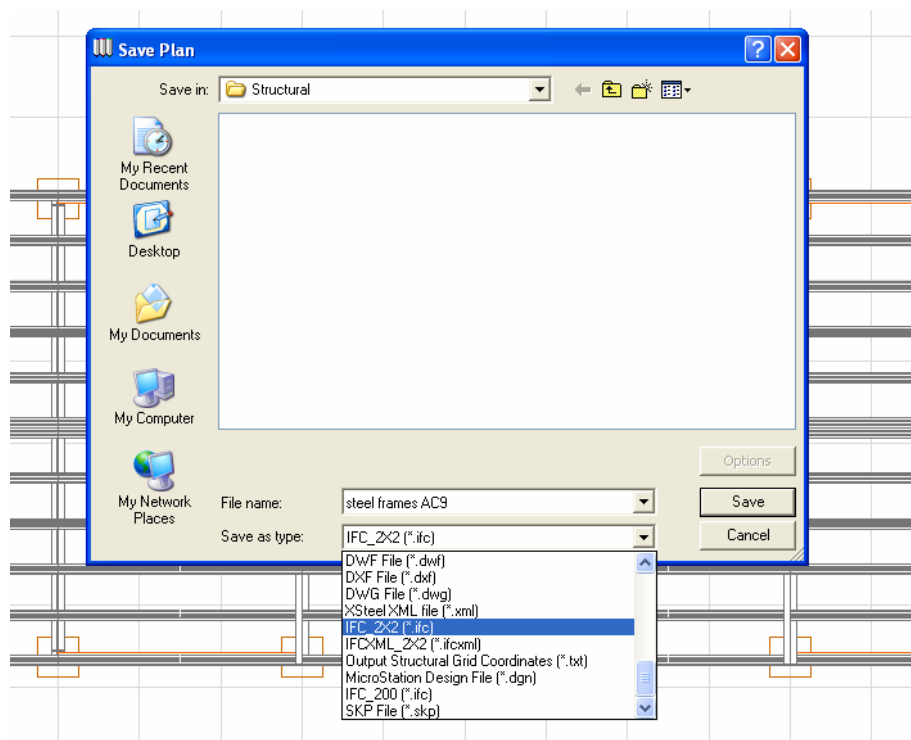 Save Plan
Save in:
Structural
My Recent
Documents
Desktop
My Documents
My Computer
My Network
Places
Options
File name:
steel frames AC9
Save
Save as type:
IFC_2X2 (*.ifc)
Cancel
DWF File (*.dwf)
DXF File (*.dxf)
DWG File (*.dwg)
XSteel XML file (*.xml)
IFC_2X2 (*.ifc)
IFCXML_2X2 (*.ifcxml)
Output Structural Grid Coordinates (*.txt)
MicroStation Design File (*.dgn)
IFC_200 (*.ifc)
SKP File (*.skp)